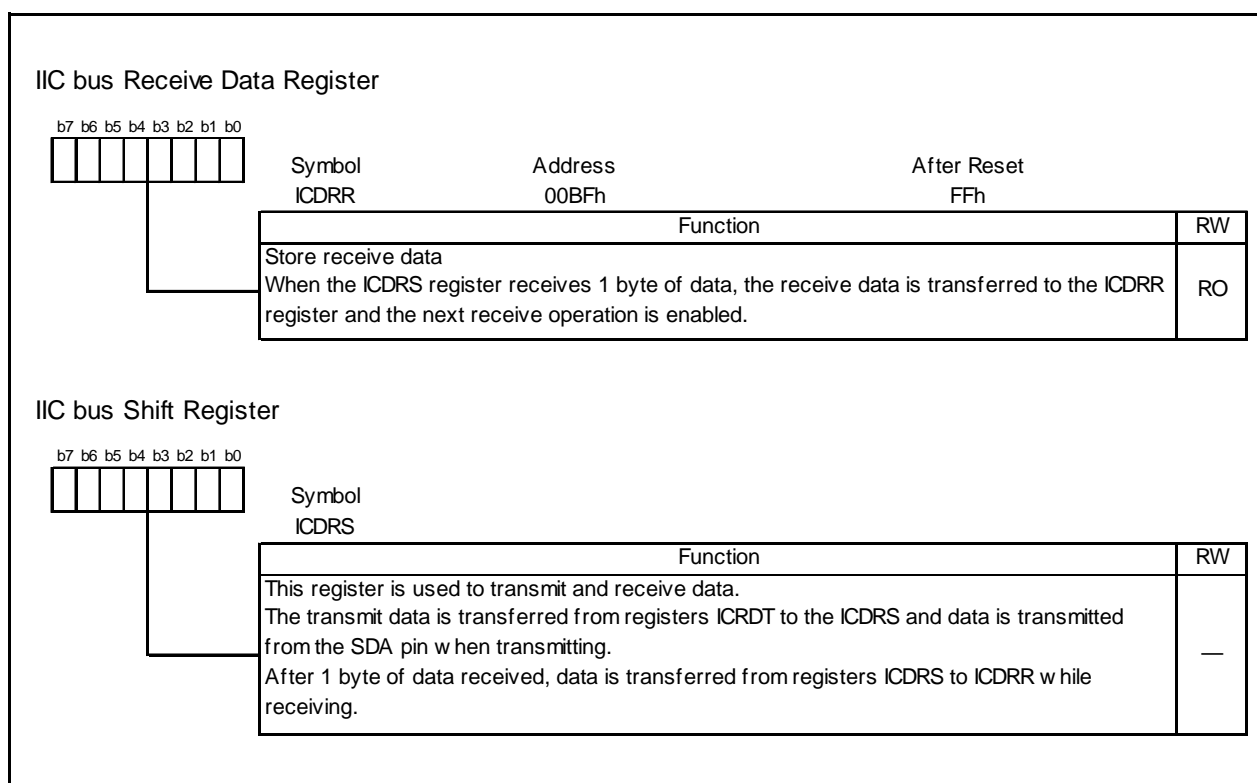 IIC bus Receive Data Register
b7 b6 b5 b4 b3 b2 b1 b0
Symbol Address After Reset
ICDRR 00BFh FFh
Function RW
Store receive data
When the ICDRS register receives 1 byte of data, the receive data is transferred to the ICDRR
register and the next receive operation is enabled.
RO
IIC bus Shift Register
b7 b6 b5 b4 b3 b2 b1 b0
Symbol
ICDRS
Function RW
This register is used to transmit and receive data.
The transmit data is transferred from registers ICRDT to the ICDRS and data is transmitted
from the SDA pin w hen transmitting.
After 1 byte of data received, data is transferred from registers ICDRS to ICDRR w hile
receiving.
—